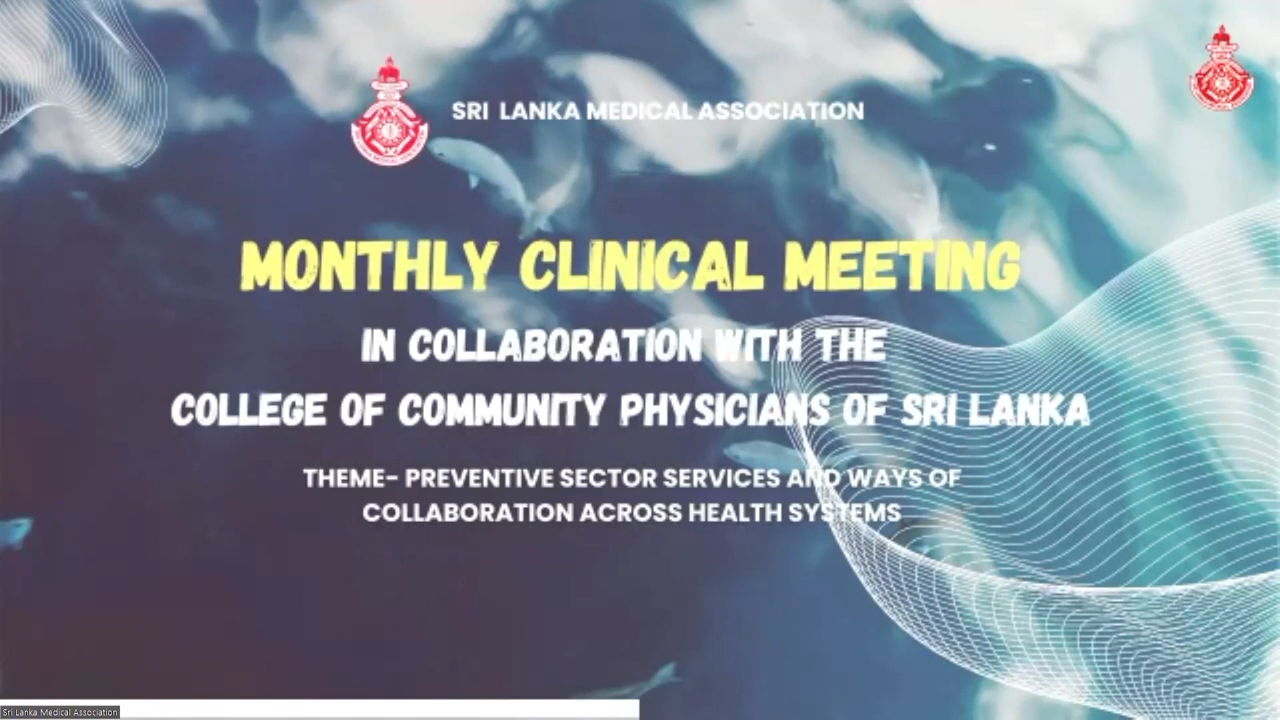 SRI LANKA MEDICAL ASSOCIATION
MONTHLY CLINICAL MEETING
IN COLLABORATION WITH THE
COLLEGE OF COMMUNITY PHYSICIANS OF SRI LANKA
THEME- PREVENTIVE SECTOR SERVICES AND WAYS OF
COLLABORATION ACROSS HEALTH SYSTEMS
Sri Lanka Medical Association